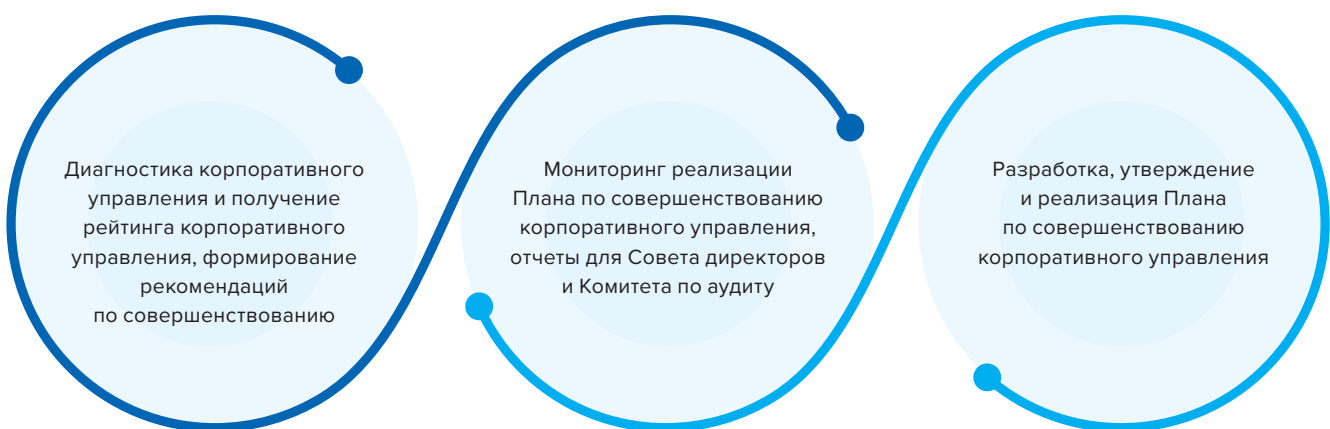 Диагностика корпоративного
управления и получение
рейтинга корпоративного
управления, формирование
рекомендаций
по совершенствованию
Мониторинг реализации
Плана по совершенствованию
корпоративного управления,
отчеты для Совета директоров
и Комитета по аудиту
Разработка, утверждение
и реализация Плана
по совершенствованию
корпоративного управления